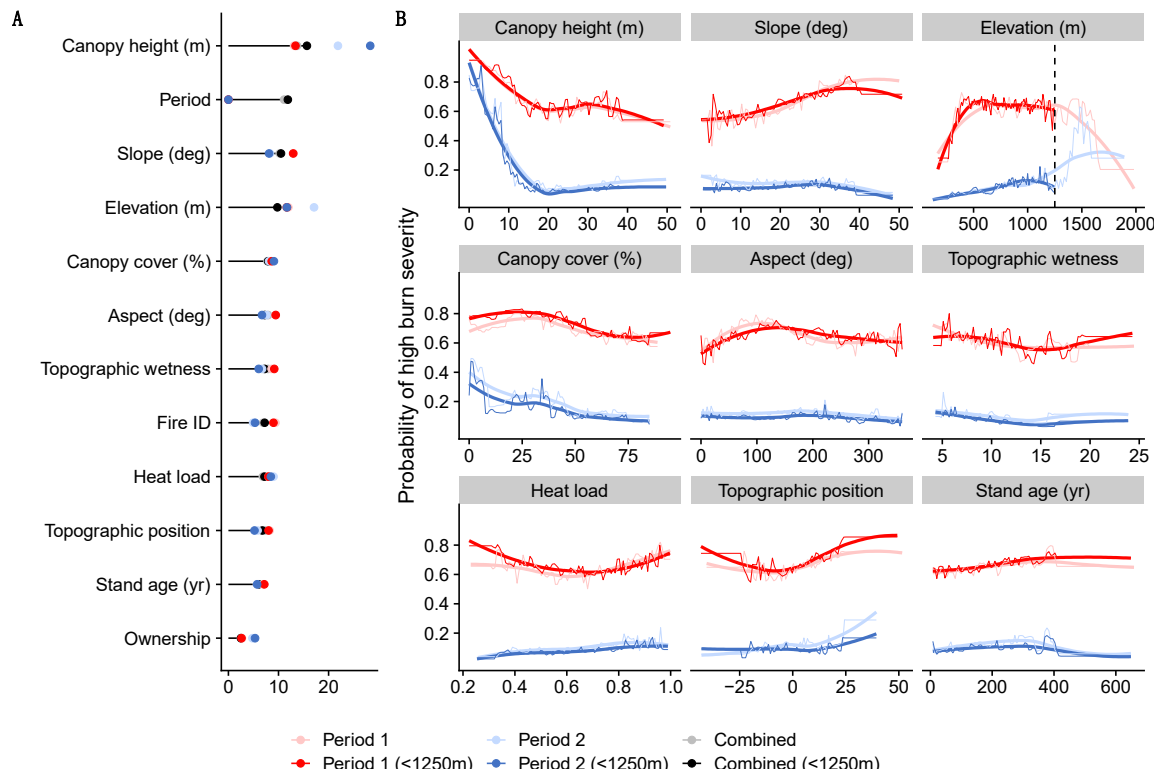 A
Canopy height (m)
Period
Slope (deg)
Elevation (m)
Canopy cover (%)
Aspect (deg)
Topographic wetness
Fire ID
Heat load
Topographic position
Stand age (yr)
Ownership
0 10 20
B
Probability of high burn severity
Canopy height (m) Slope (deg) Elevation (m)
0.8
0.6
0.4
0.2
0 10 20 30 40 50 0 10 20 30 40 50 500 1000 1500 2000
Canopy cover (%) Aspect (deg) Topographic wetness
0.8
0.6
0.4
0.2
0 25 50 75 0 100 200 300 5 10 15 20 25
Heat load Topographic position Stand age (yr)
0.8
0.6
0.4
0.2
0.2 0.4 0.6 0.8 1.0 −25 0 25 50 0 200 400 600
Period 1 Period 2 Combined
Period 1 (<1250m) Period 2 (<1250m) Combined (<1250m)